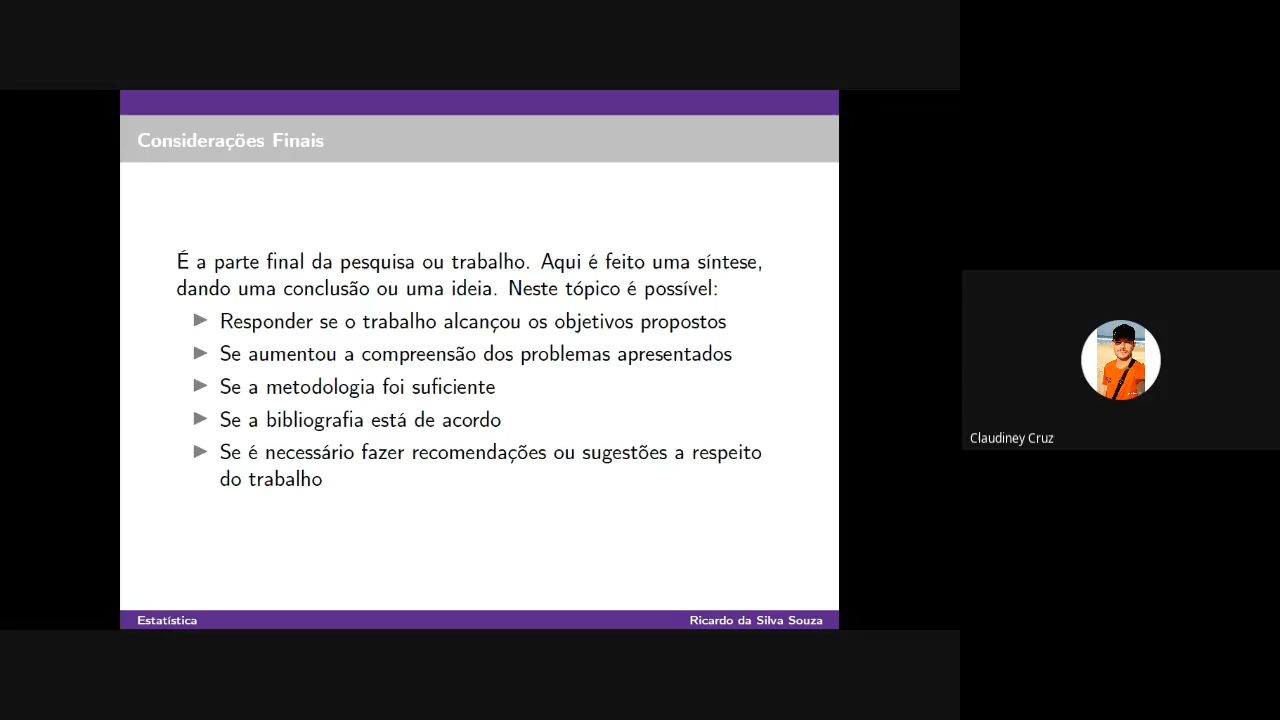 Considerações Finais
É a parte final da pesquisa ou trabalho. Aqui é feito uma síntese,
dando uma conclusão ou uma ideia. Neste tópico é possível:
Responder se o trabalho alcançou os objetivos propostos
Se aumentou a compreensão dos problemas apresentados
Se a metodologia foi suficiente
Se a bibliografia está de acordo
Se é necessário fazer recomendações ou sugestões a respeito
do trabalho
Estatística
Ricardo da Silva Souza
Claudiney Cruz